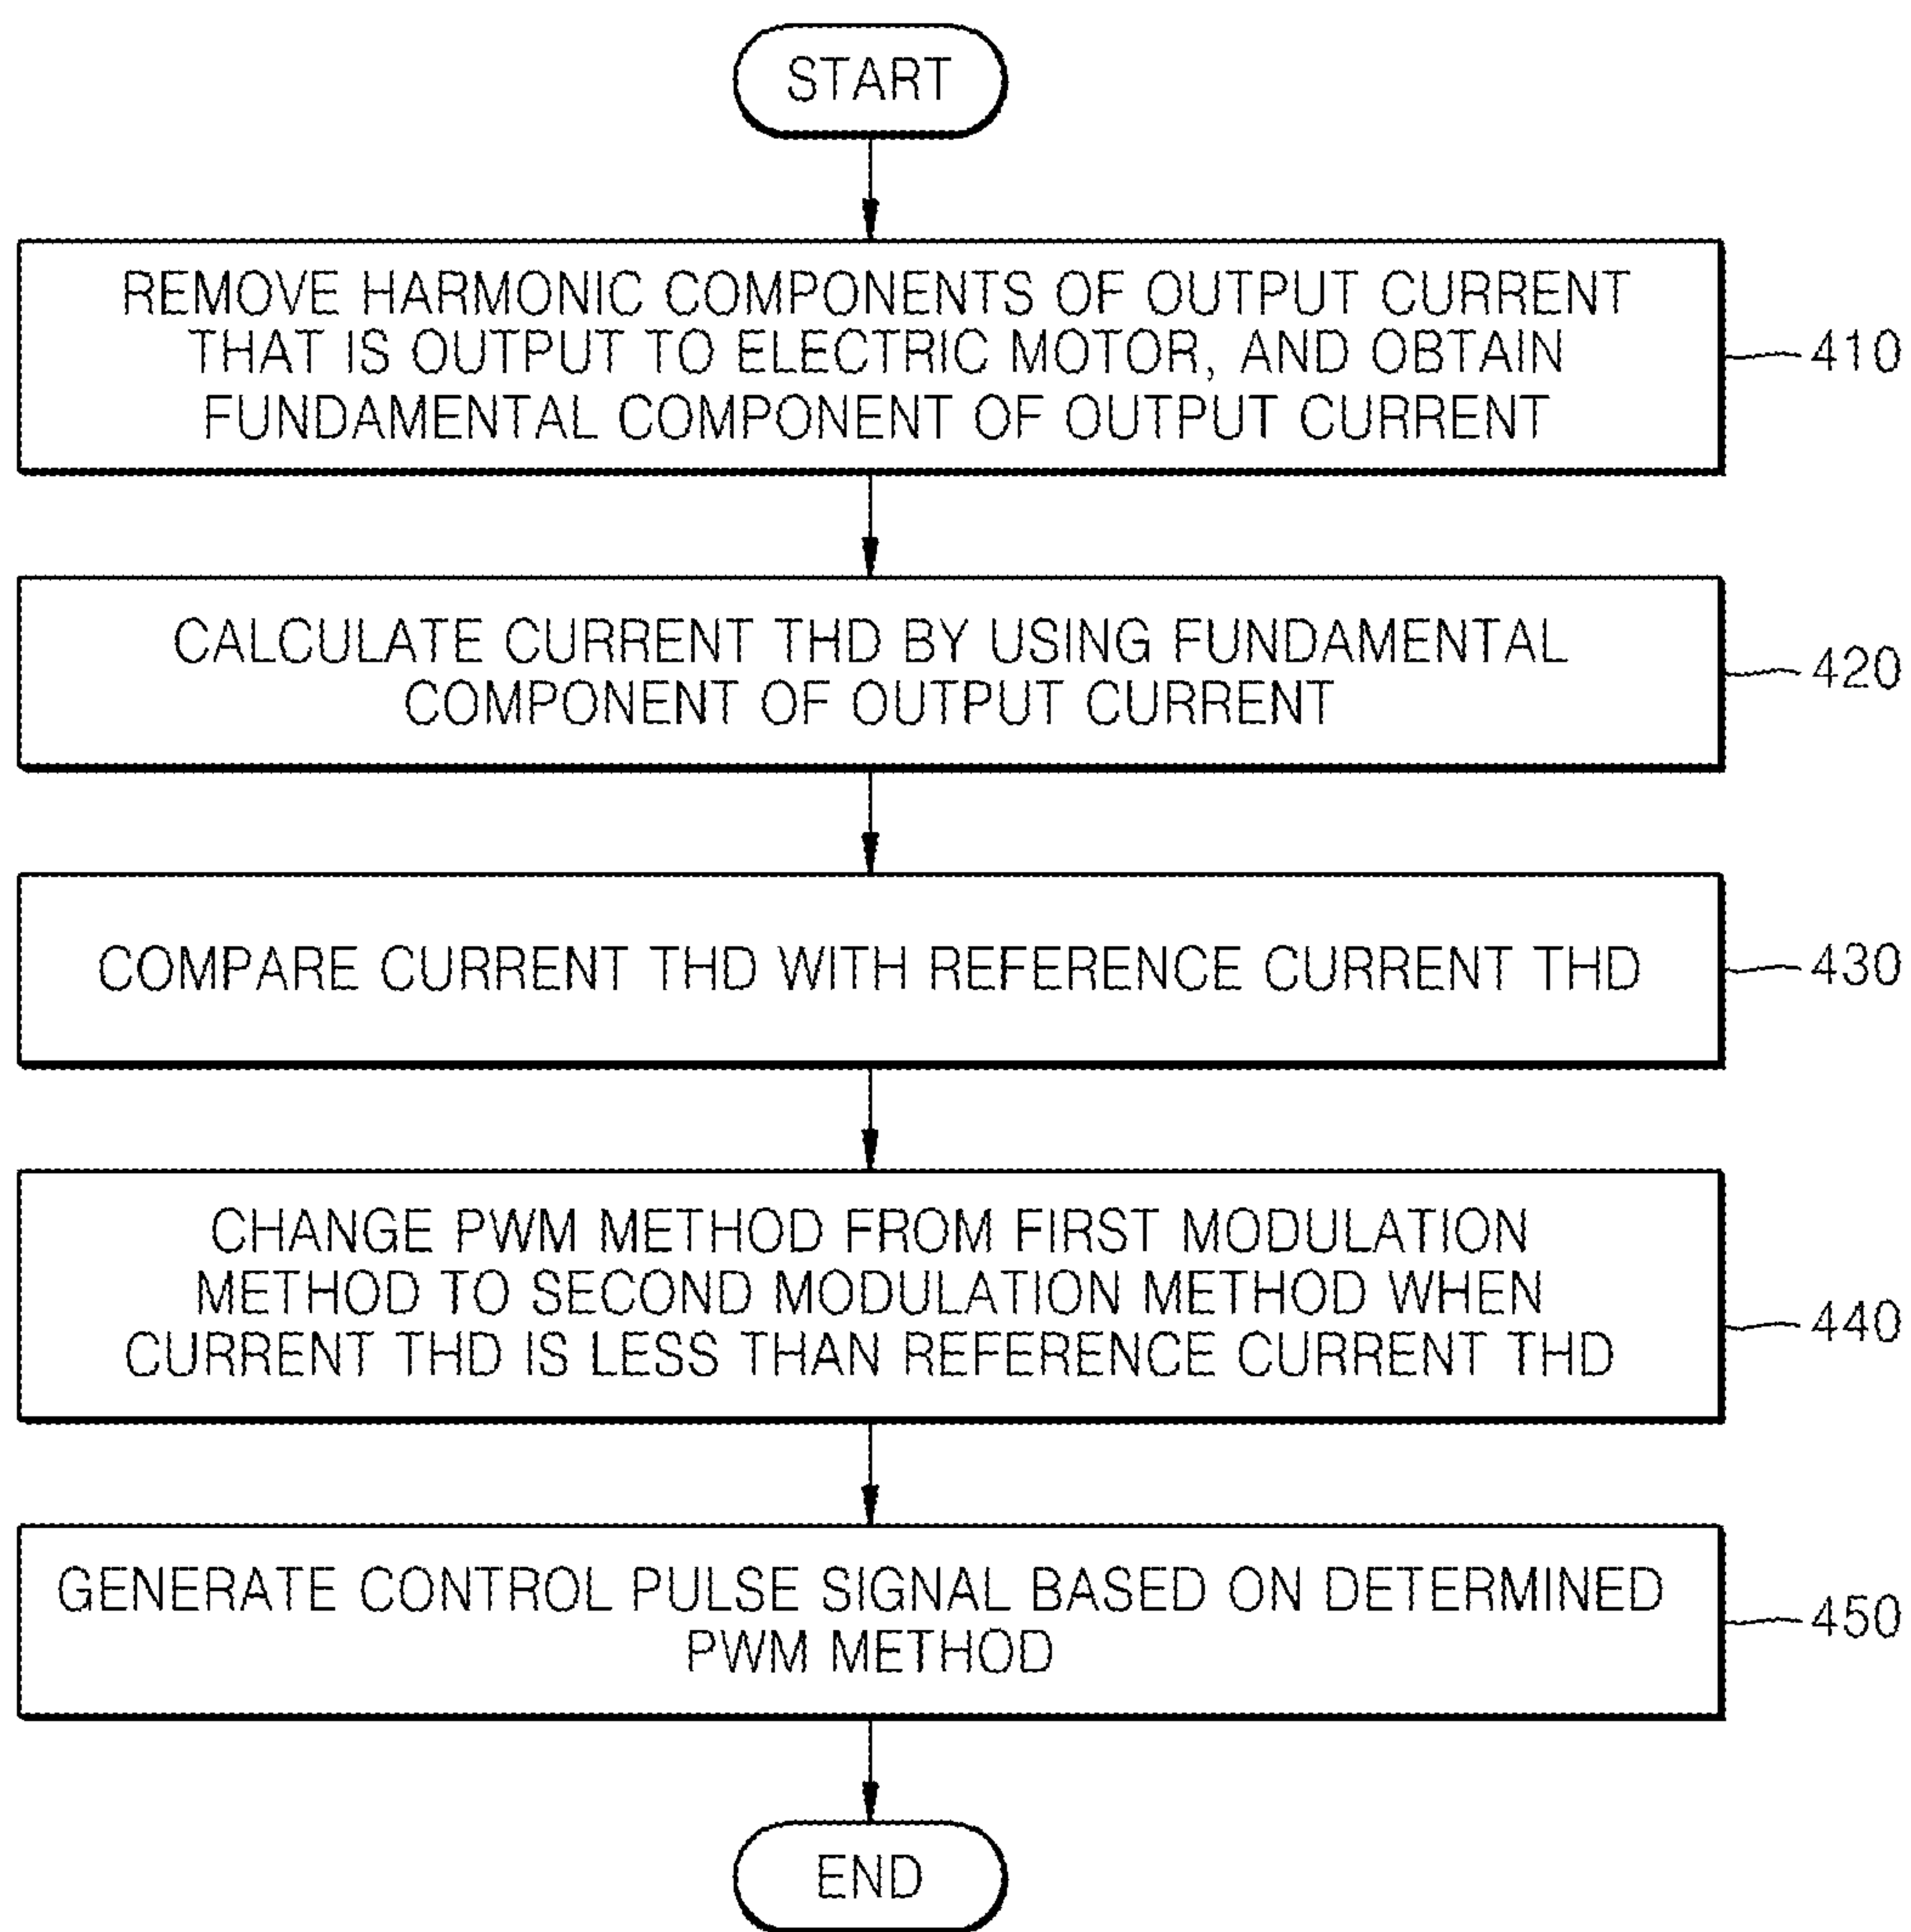 START
REMOVE HARMONIC COMPONENTS OF OUTPUT CURRENT
THAT IS OUTPUT TO ELECTRIC MOTOR, AND OBTAIN
FUNDAMENTAL COMPONENT OF OUTPUT CURRENT
410
CALCULATE CURRENT THD BY USING FUNDAMENTAL
COMPONENT OF OUTPUT CURRENT
420
COMPARE CURRENT THD WITH REFERENCE CURRENT THD
430
CHANGE PWM METHOD FROM FIRST MODULATION
METHOD TO SECOND MODULATION METHOD WHEN
CURRENT THD IS LESS THAN REFERENCE CURRENT THD
440
GENERATE CONTROL PULSE SIGNAL BASED ON DETERMINED
PWM METHOD
450
END